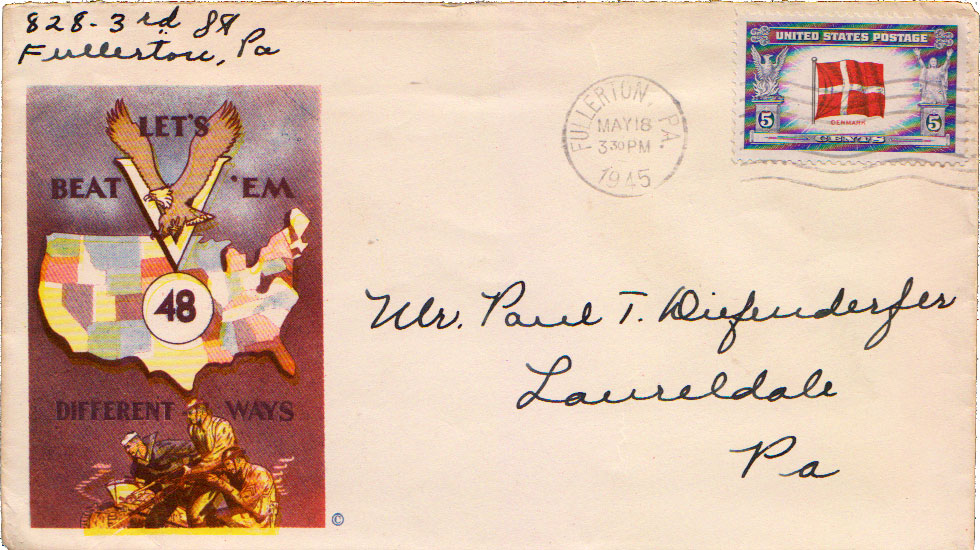 828-3rd St
Fullerton, Pa
LET'S
BEAT V 'EM
48
DIFFERENT WAYS
©
FULLERTON, PA.
MAY 18
3 30 PM
1945
UNITED STATES POSTAGE
DENMARK
5 CENTS 5
Mr. Paul T. Diefenderfer
Laureldale
Pa